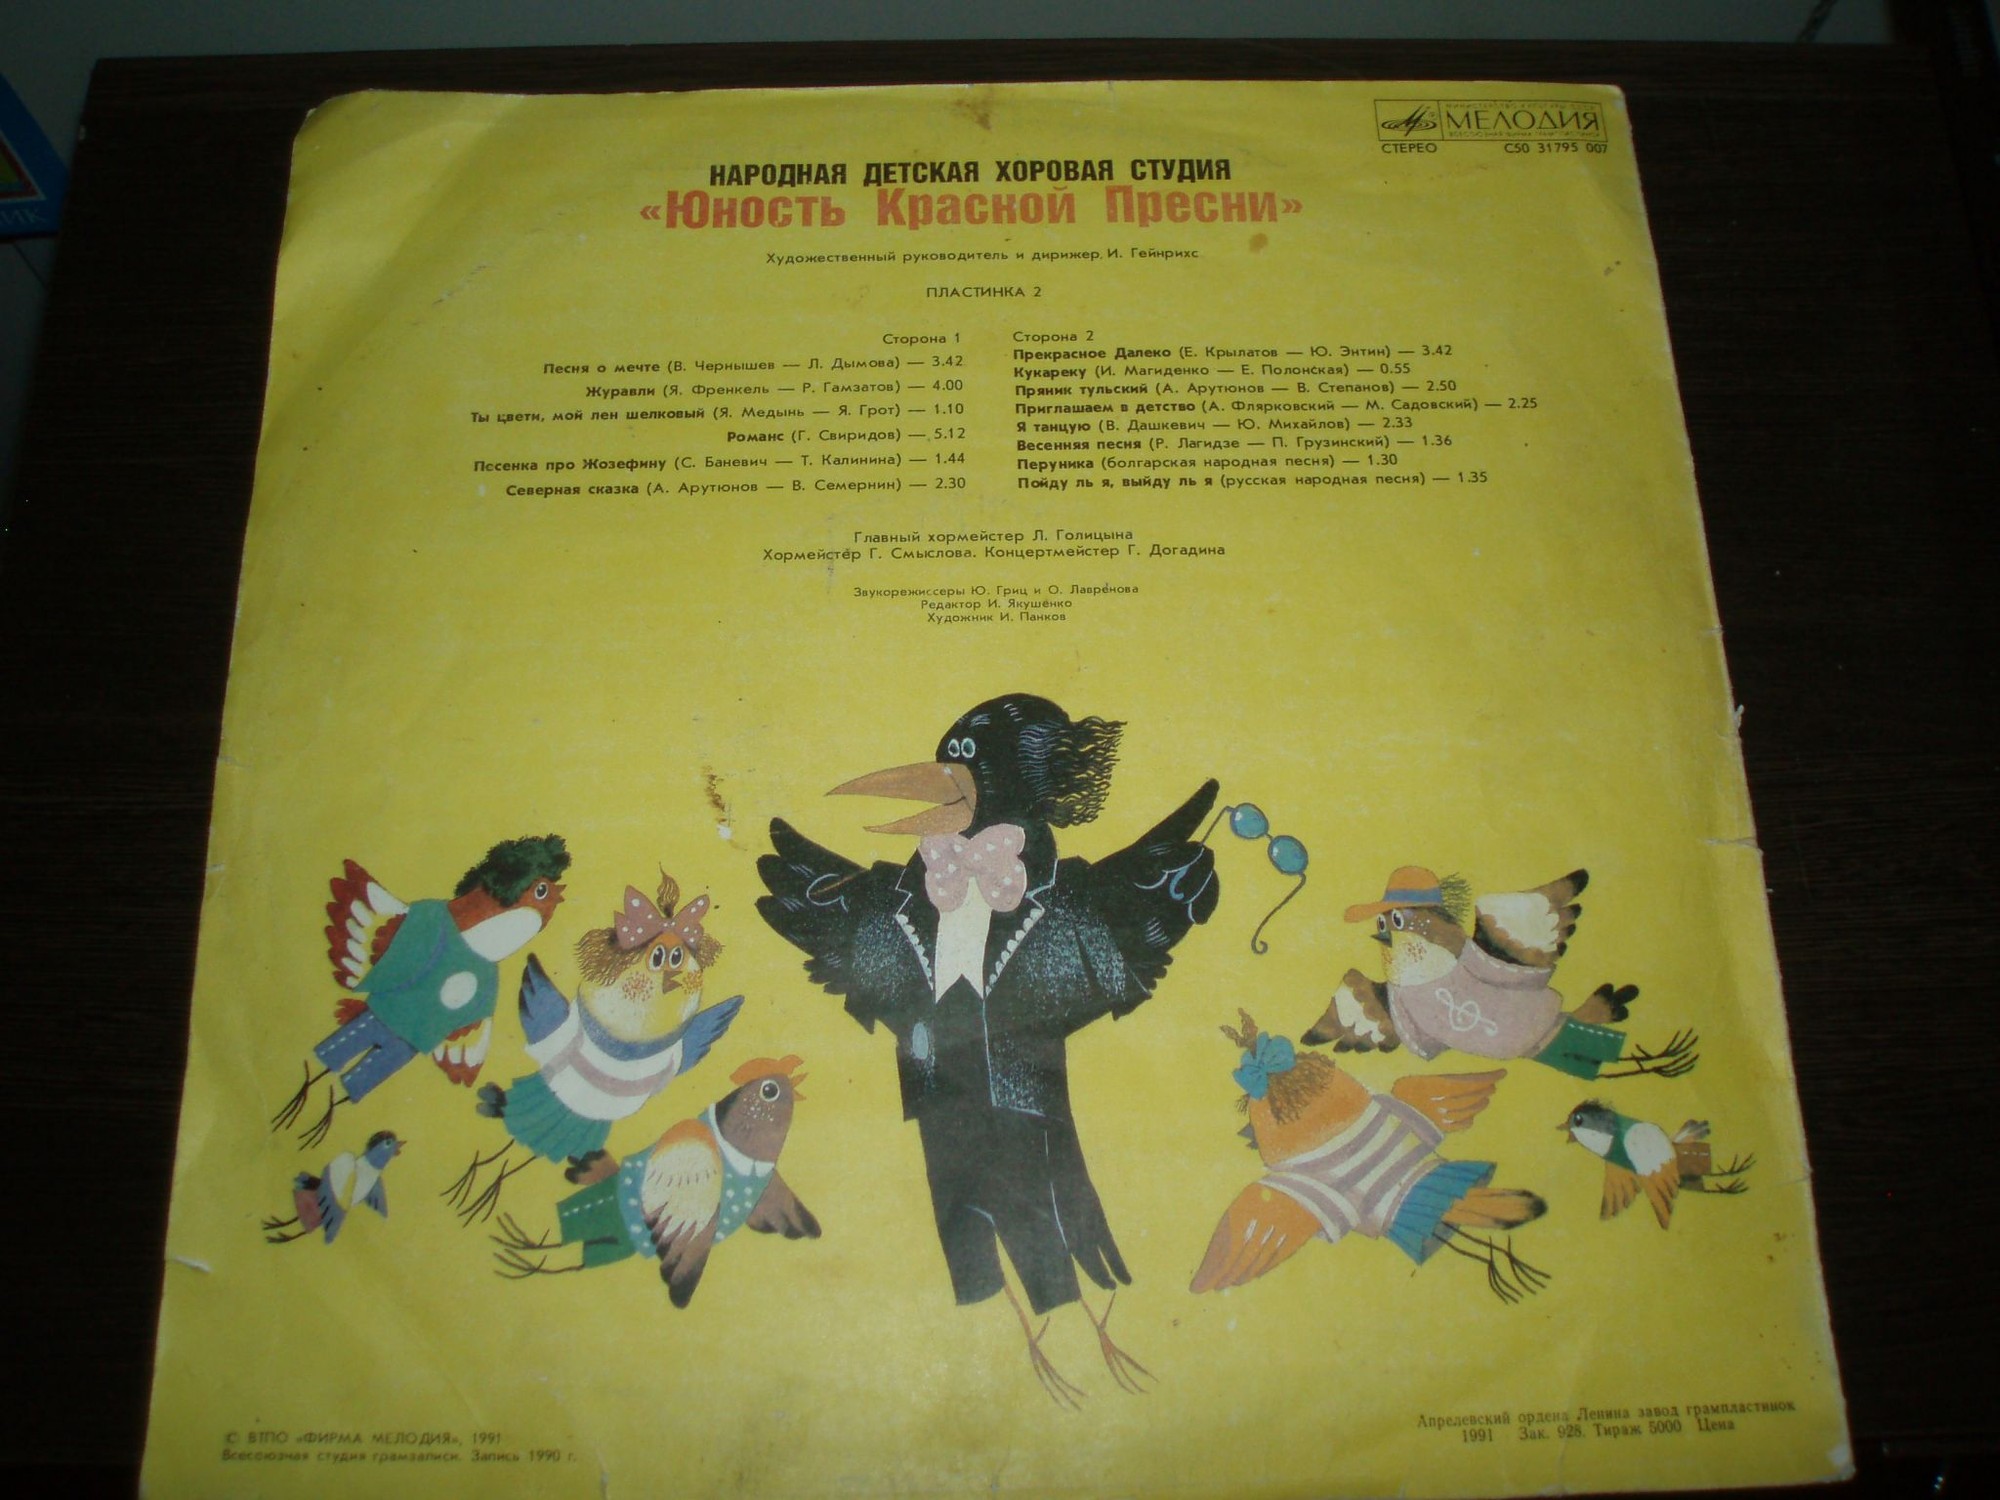 МИНИСТЕРСТВО КУЛЬТУРЫ СССР
МЕЛОДИЯ
СТЕРЕО С50 31795 007
НАРОДНАЯ ДЕТСКАЯ ХОРОВАЯ СТУДИЯ
«Юность Красной Пресни»
Художественный руководитель и дирижер И. Гейнрихс
ПЛАСТИНКА 2
Сторона 1
Песня о мечте (В. Чернышев — Л. Дымова) — 3.42
Журавли (Я. Френкель — Р. Гамзатов) — 4.00
Ты цвети, мой лен шелковый (Я. Медынь — Я. Грот) — 1.10
Романс (Г. Свиридов) — 5.12
Песенка про Жозефину (С. Баневич — Т. Калинина) — 1.44
Северная сказка (А. Арутюнов — В. Семернин) — 2.30
Сторона 2
Прекрасное Далеко (Е. Крылатов — Ю. Энтин) — 3.42
Кукареку (И. Магиденко — Е. Полонская) — 0.55
Пряник тульский (А. Арутюнов — В. Степанов) — 2.50
Приглашаем в детство (А. Флярковский — М. Садовский) — 2.25
Я танцую (В. Дашкевич — Ю. Михайлов) — 2.33
Весенняя песня (Р. Лагидзе — П. Грузинский) — 1.36
Перуника (болгарская народная песня) — 1.30
Пойду ль я, выйду ль я (русская народная песня) — 1.35
Главный хормейстер Л. Голицына
Хормейстер Г. Смыслова. Концертмейстер Г. Догадина
Звукорежиссеры Ю. Гриц и О. Лавренова
Редактор И. Якушенко
Художник И. Панков
© ВТПО «ФИРМА МЕЛОДИЯ», 1991
Всесоюзная студия грамзаписи. Запись 1990 г.
Апрелевский ордена Ленина завод грампластинок
1991 Зак. 928. Тираж 5000 Цена